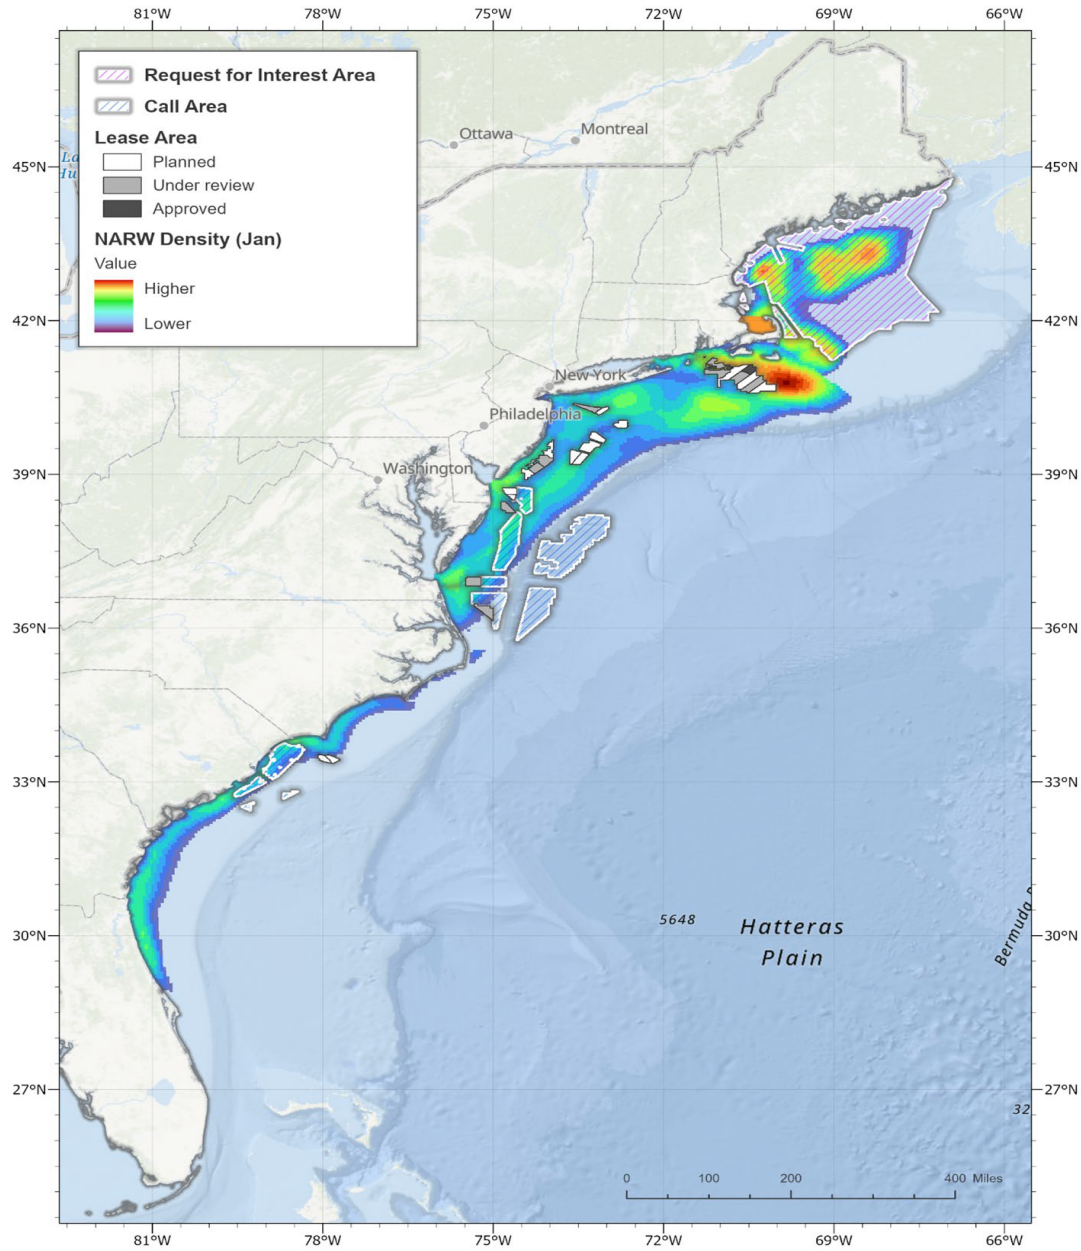 81°W 78°W 75°W 72°W 69°W 66°W
Request for Interest Area
Call Area
Lease Area
Planned
Under review
Approved
NARW Density (Jan)
Value
Higher
Lower
Ottawa
Montreal
45°N 45°N
42°N 42°N
New York
Philadelphia
Washington
39°N 39°N
36°N 36°N
33°N 33°N
5648
Hatteras
Plain
Bermuda
30°N 30°N
27°N 27°N
32
0 100 200 400 Miles
81°W 78°W 75°W 72°W 69°W 66°W